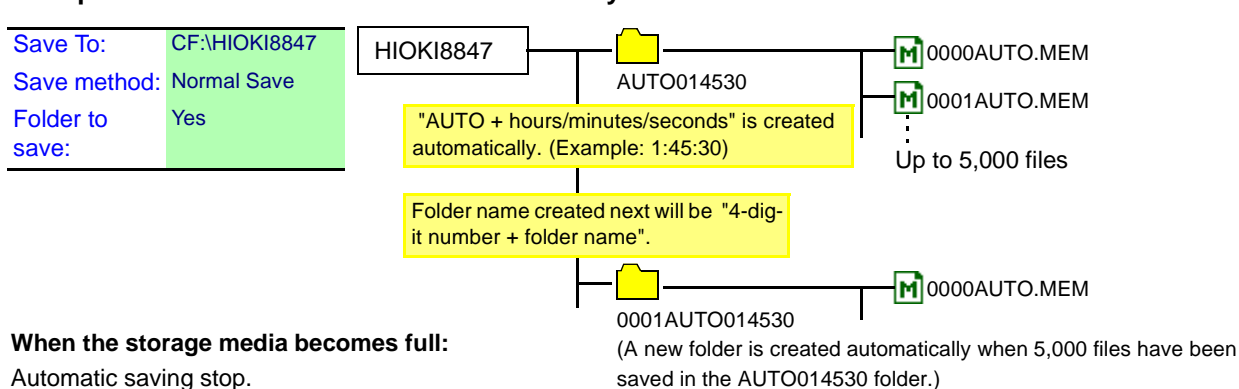 Save To: CF:\HIOKI8847
Save method: Normal Save
Folder to save: Yes
HIOKI8847
AUTO014530
0000AUTO.MEM
0001AUTO.MEM
Up to 5,000 files
"AUTO + hours/minutes/seconds" is created
automatically. (Example: 1:45:30)
Folder name created next will be "4-dig-
it number + folder name".
0001AUTO014530
0000AUTO.MEM
(A new folder is created automatically when 5,000 files have been
saved in the AUTO014530 folder.)
When the storage media becomes full:
Automatic saving stop.